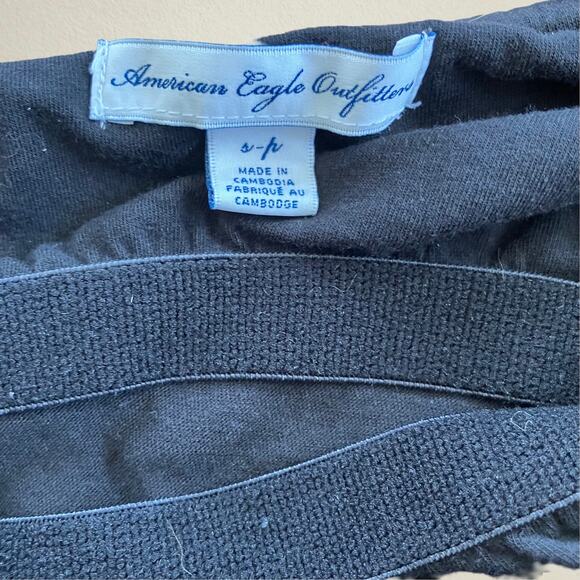 American Eagle Outfitters
s-p
MADE IN
CAMBODIA
FABRIQUÉ AU
CAMBODGE